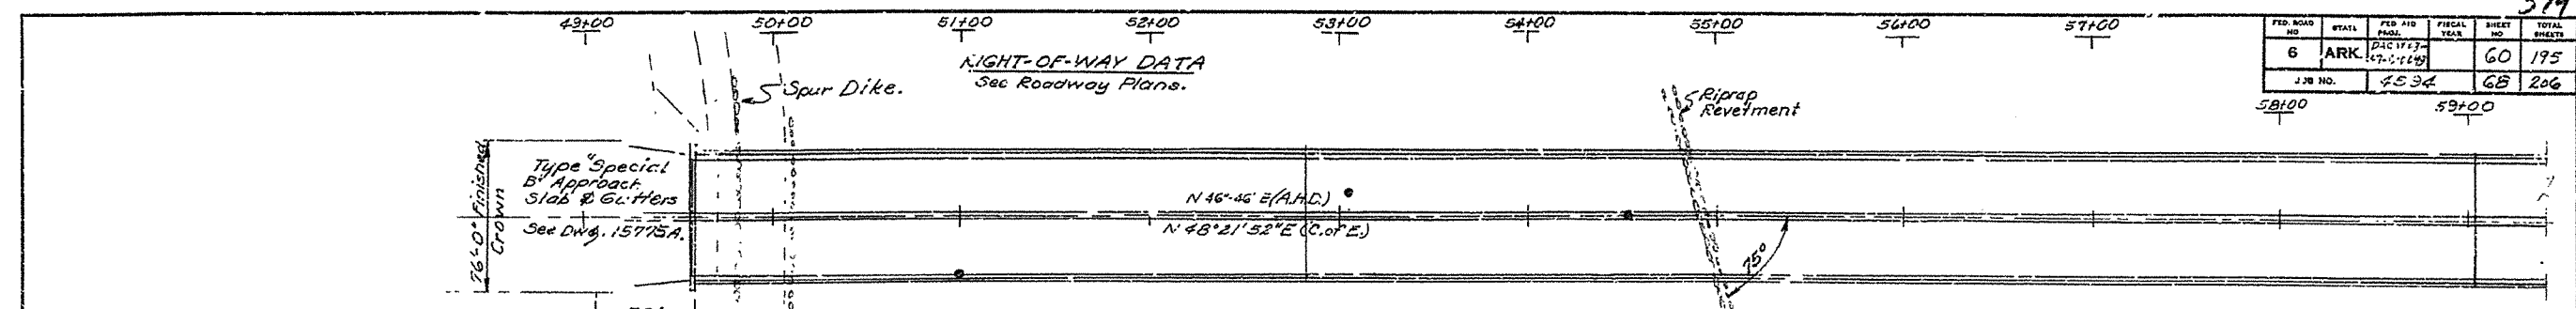 49+00 50+00 51+00 52+00 53+00 54+00 55+00 56+00 57+00
58+00 59+00
RIGHT-OF-WAY DATA
See Roadway Plans.
FED. ROAD NO STATE FED AID PROJ. FISCAL YEAR SHEET NO TOTAL SHEETS
6 ARK. 60 195
JOB NO. 4594 68 206
Spur Dike.
Riprap
Revetment
76'-0" Finished
Crown
Type "Special
B" Approach
Slab & Gutters
See Dwg. 15775A.
N 46°-46' E (A.H.D.)
N 48°21'52" E (C. of E.)
75°